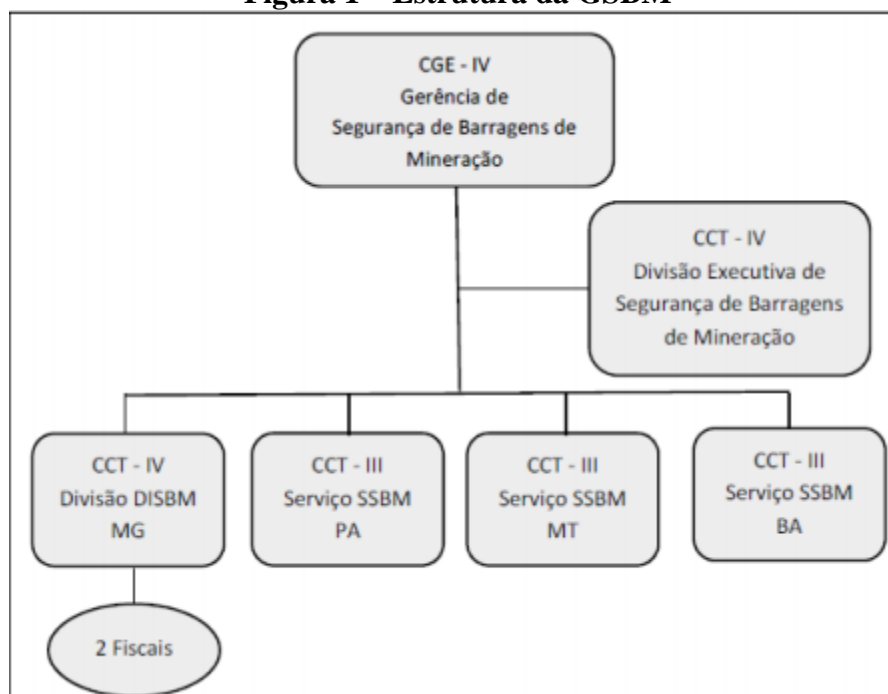 Figura 1 – Estrutura da GSBM
CGE - IV
Gerência de
Segurança de Barragens de
Mineração
CCT - IV
Divisão Executiva de
Segurança de Barragens
de Mineração
CCT - IV
Divisão DISBM
MG
CCT - III
Serviço SSBM
PA
CCT - III
Serviço SSBM
MT
CCT - III
Serviço SSBM
BA
2 Fiscais